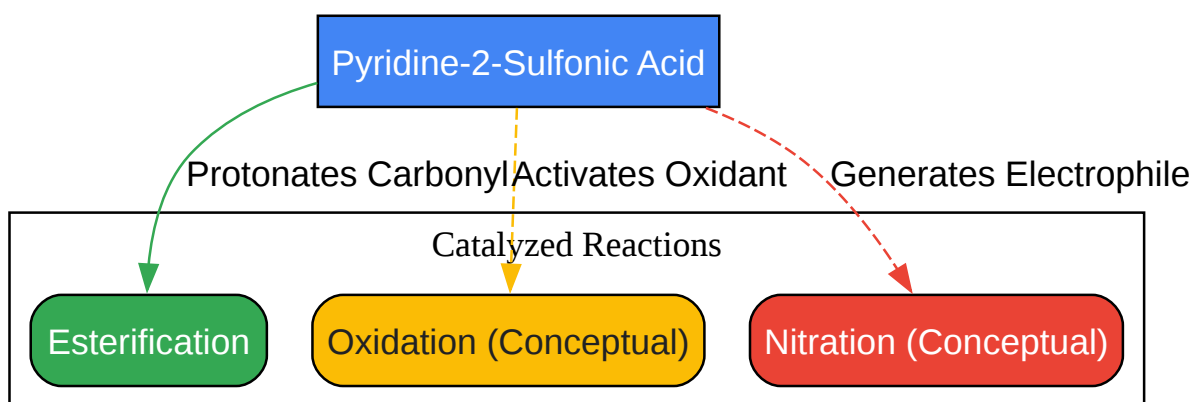 Pyridine-2-Sulfonic Acid
Protonates Carbonyl
Activates Oxidant
Generates Electrophile
Catalyzed Reactions
Esterification
Oxidation (Conceptual)
Nitration (Conceptual)